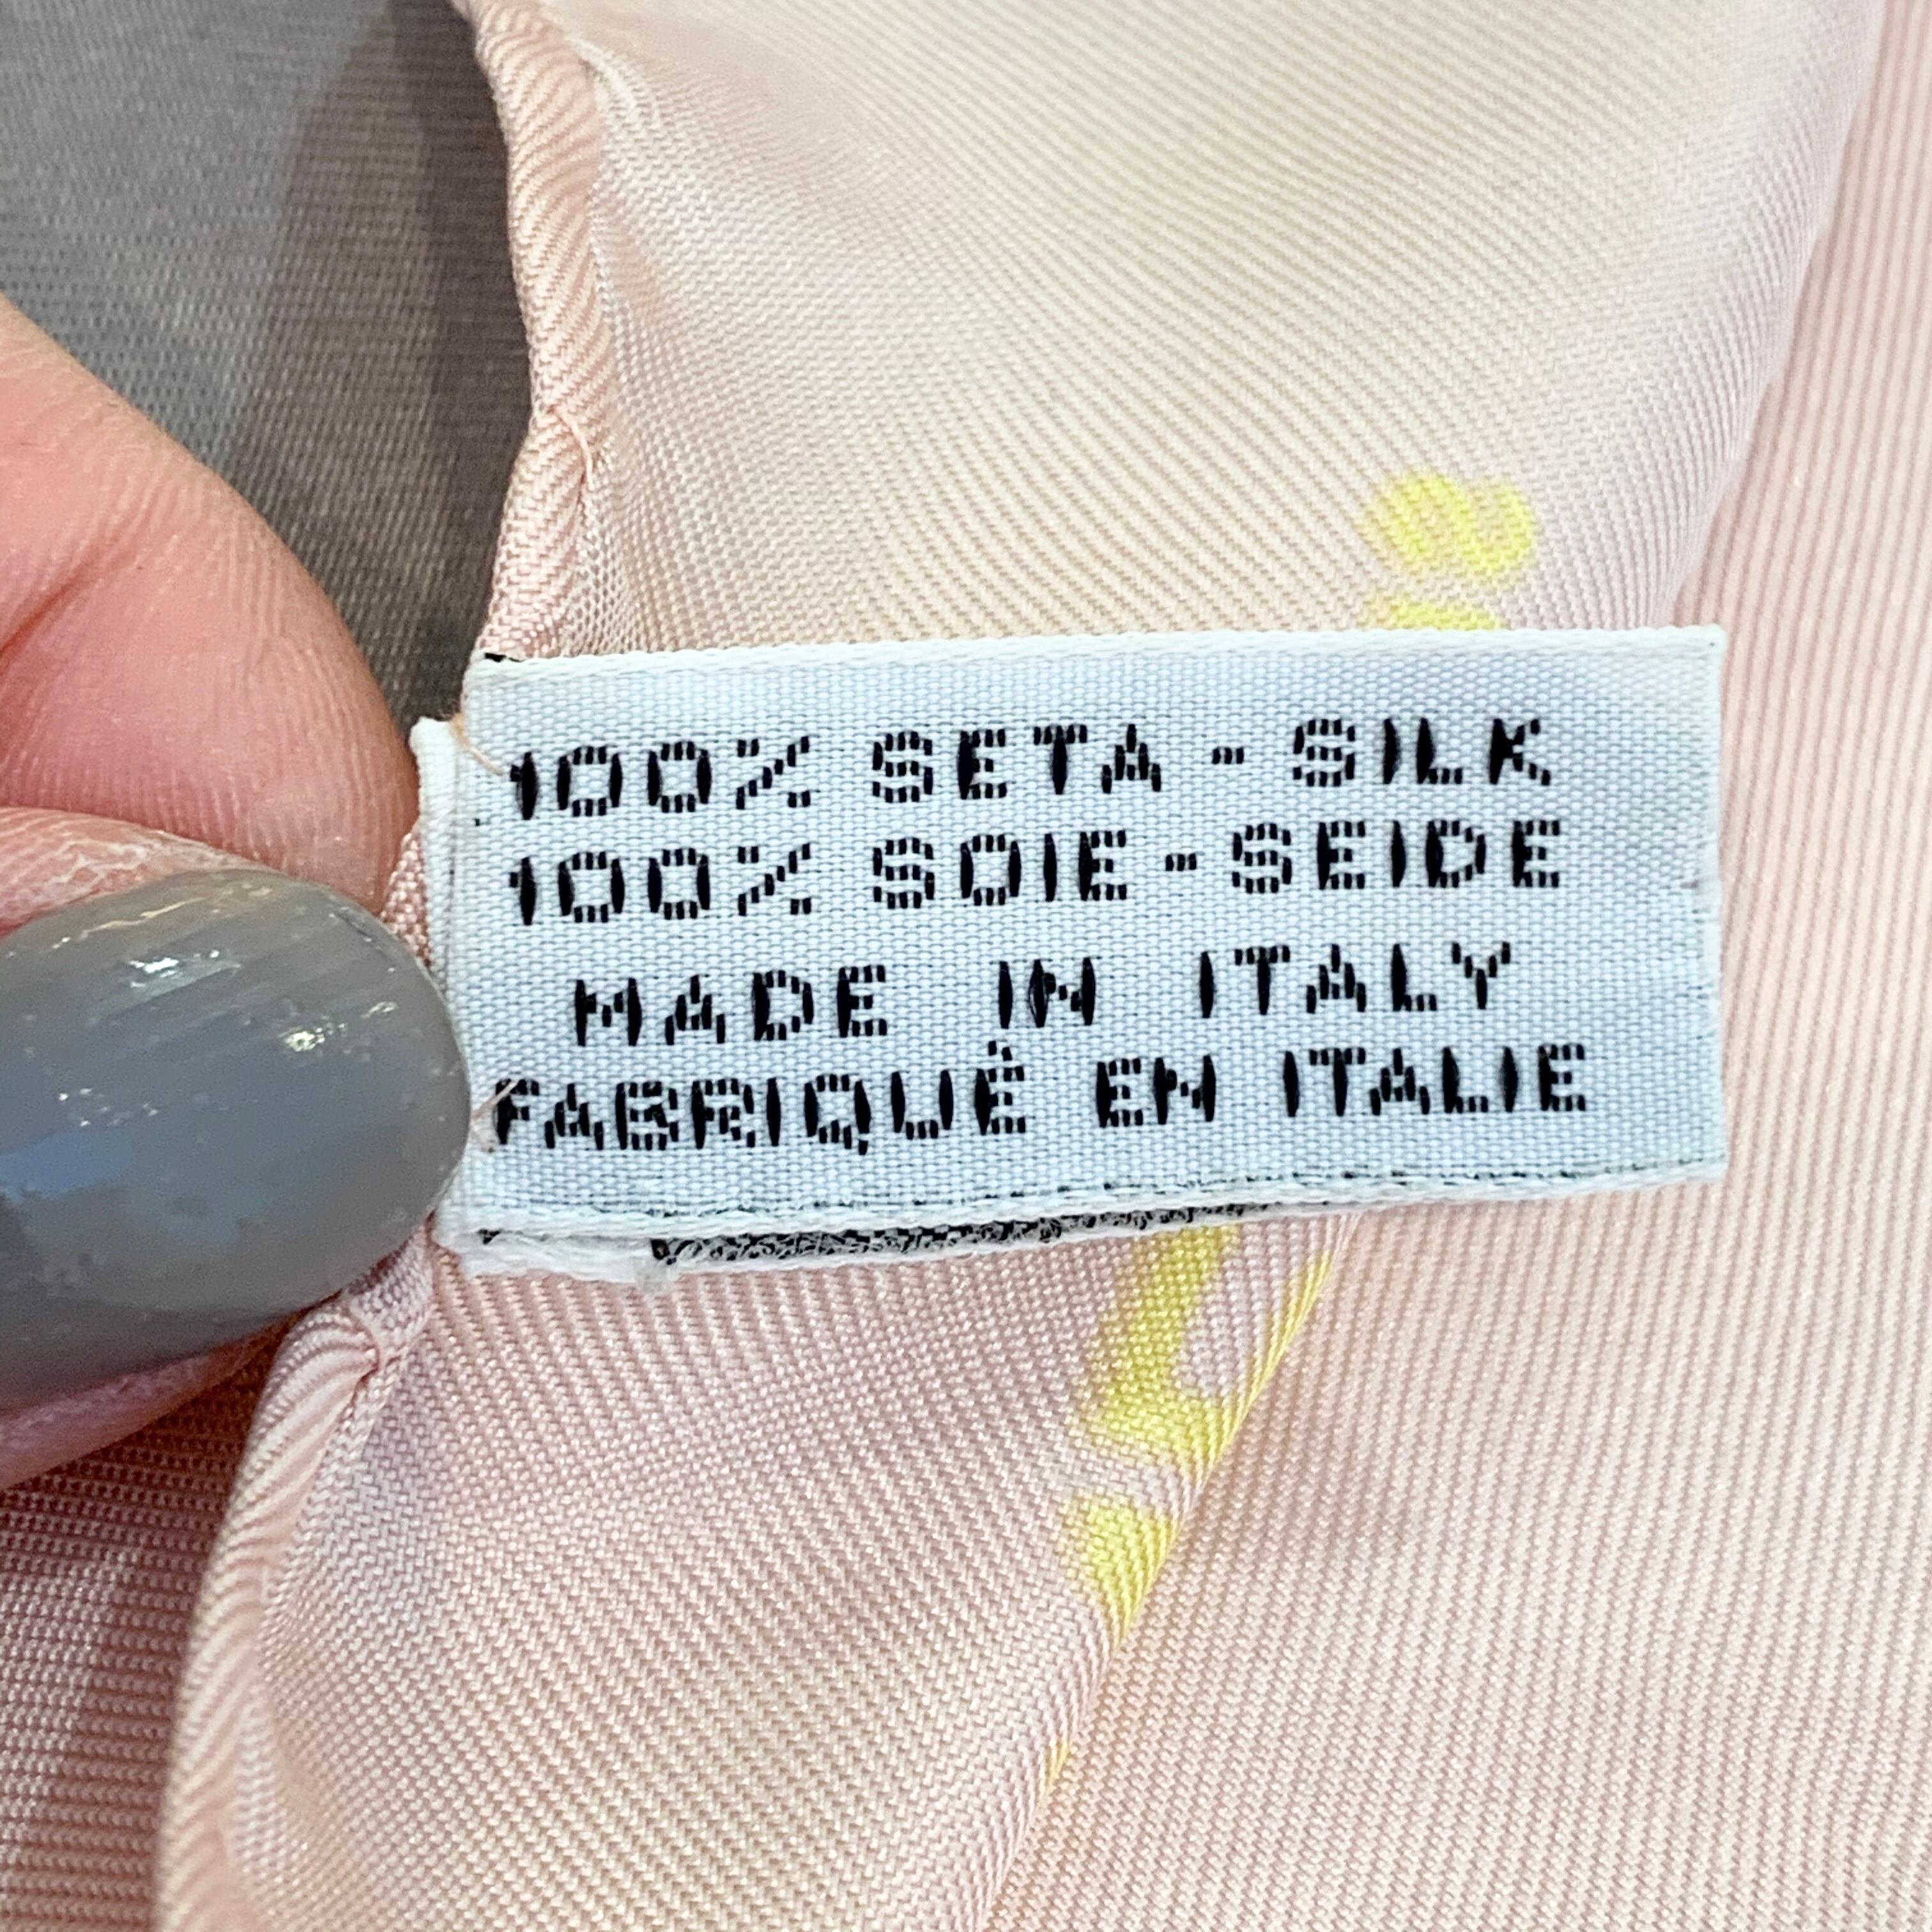 100% SETA - SILK
100% SOIE - SEIDE
MADE IN ITALY
FABRIQUÉ EN ITALIE